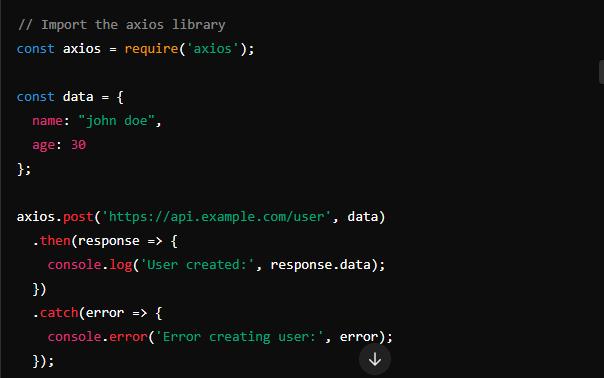 // Import the axios library
const axios = require('axios');
const data = {
name: "john doe",
age: 30
};
axios.post('https://api.example.com/user', data)
.then(response => {
console.log('User created:', response.data);
})
.catch(error => {
console.error('Error creating user:', error);
});